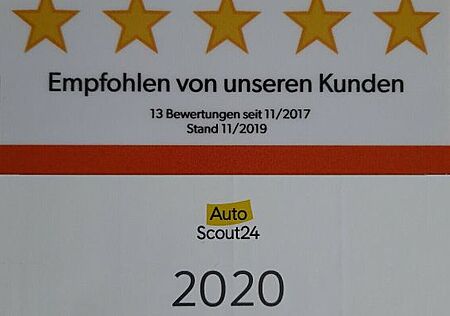 Empfohlen von unseren Kunden
13 Bewertungen seit 11/2017
Stand 11/2019
Auto
Scout24
2020